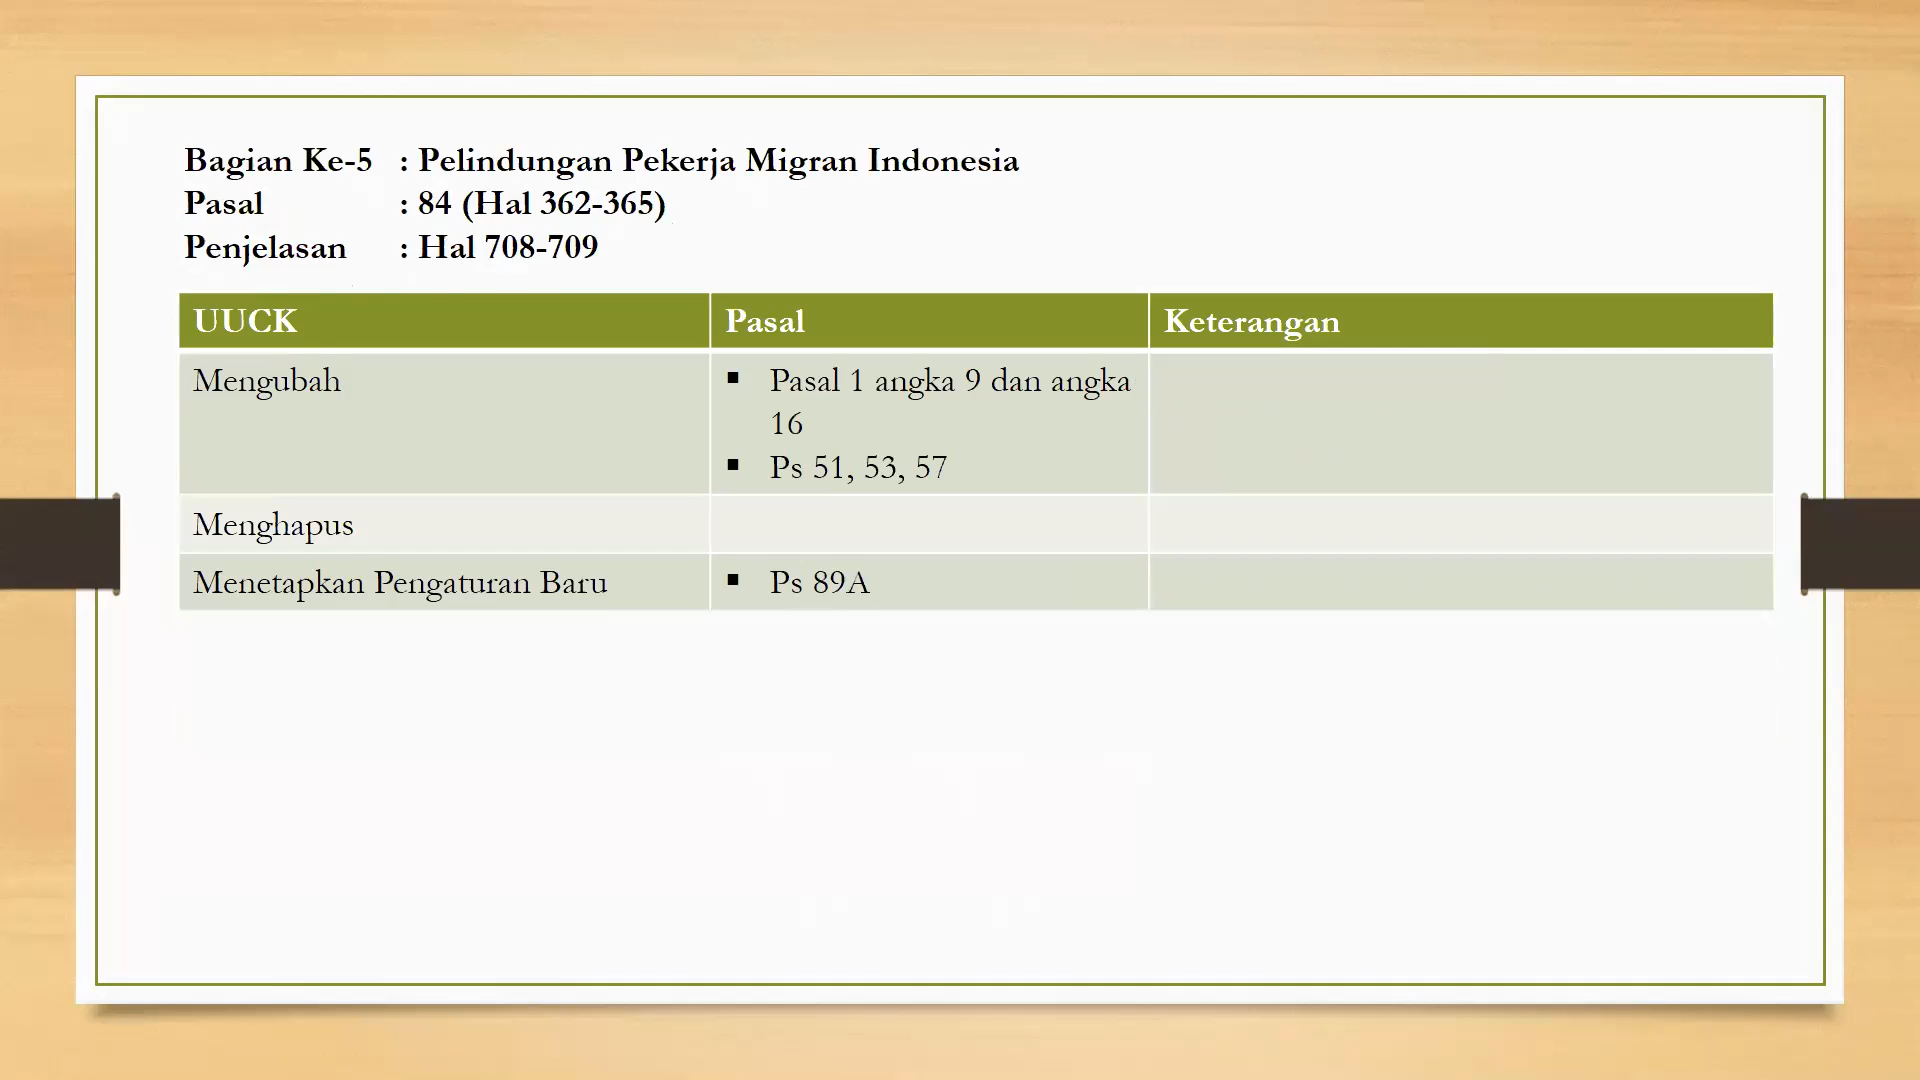 Bagian Ke-5 : Pelindungan Pekerja Migran Indonesia
Pasal : 84 (Hal 362-365)
Penjelasan : Hal 708-709
UUCK Pasal Keterangan
Mengubah ▪ Pasal 1 angka 9 dan angka
16
▪ Ps 51, 53, 57
Menghapus
Menetapkan Pengaturan Baru ▪ Ps 89A